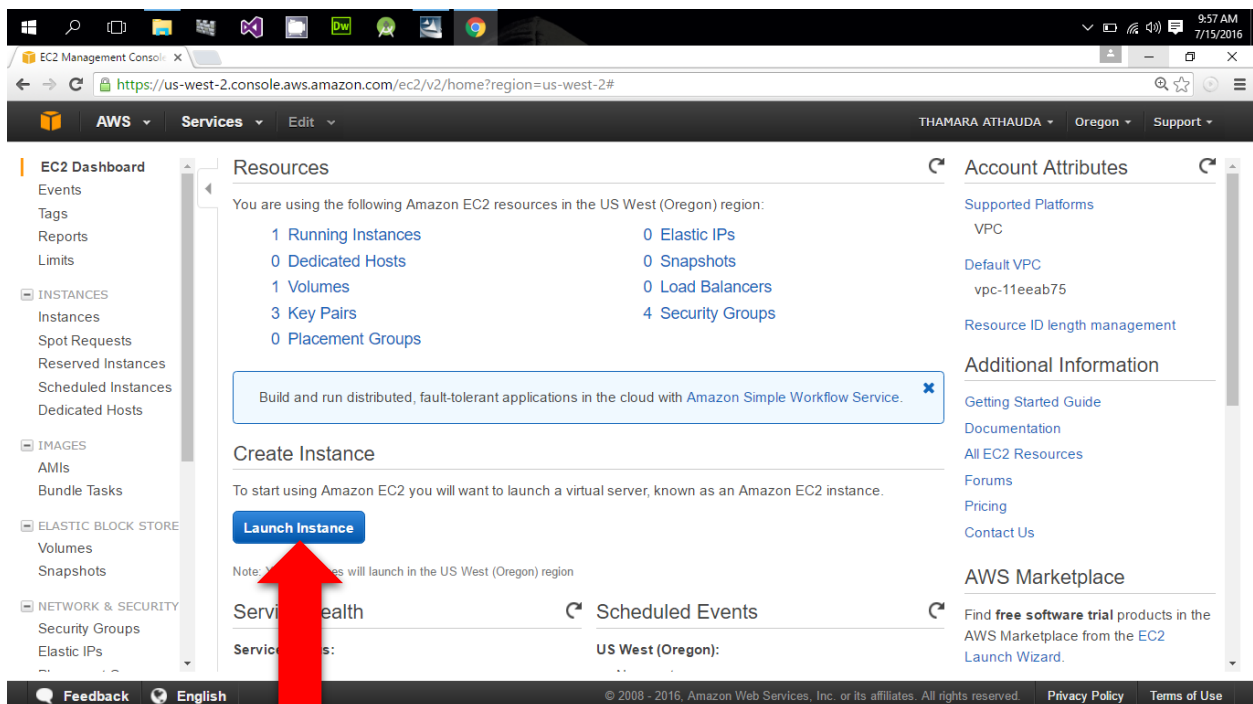 Dw
9:57 AM
7/15/2016
EC2 Management Consol
https://us-west-2.console.aws.amazon.com/ec2/v2/home?region=us-west-2#
AWS Services Edit THAMARA ATHAUDA Oregon Support
EC2 Dashboard
Events
Tags
Reports
Limits
INSTANCES
Instances
Spot Requests
Reserved Instances
Scheduled Instances
Dedicated Hosts
IMAGES
AMIs
Bundle Tasks
ELASTIC BLOCK STORE
Volumes
Snapshots
NETWORK & SECURITY
Security Groups
Elastic IPs
Resources
You are using the following Amazon EC2 resources in the US West (Oregon) region:
1 Running Instances
0 Dedicated Hosts
1 Volumes
3 Key Pairs
0 Placement Groups
0 Elastic IPs
0 Snapshots
0 Load Balancers
4 Security Groups
Build and run distributed, fault-tolerant applications in the cloud with Amazon Simple Workflow Service.
Create Instance
To start using Amazon EC2 you will want to launch a virtual server, known as an Amazon EC2 instance.
Launch Instance
Note: will launch in the US West (Oregon) region
Scheduled Events
US West (Oregon):
Account Attributes
Supported Platforms
VPC
Default VPC
vpc-11eeab75
Resource ID length management
Additional Information
Getting Started Guide
Documentation
All EC2 Resources
Forums
Pricing
Contact Us
AWS Marketplace
Find free software trial products in the
AWS Marketplace from the EC2
Launch Wizard.
Feedback English © 2008 - 2016, Amazon Web Services, Inc. or its affiliates. All rights reserved. Privacy Policy Terms of Use